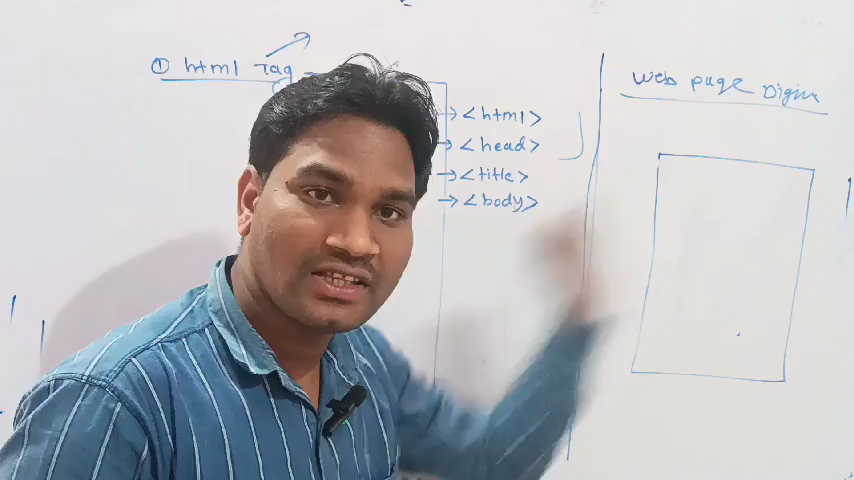 ① html Tag
<html>
<head>
<title>
<body>
web page Digin